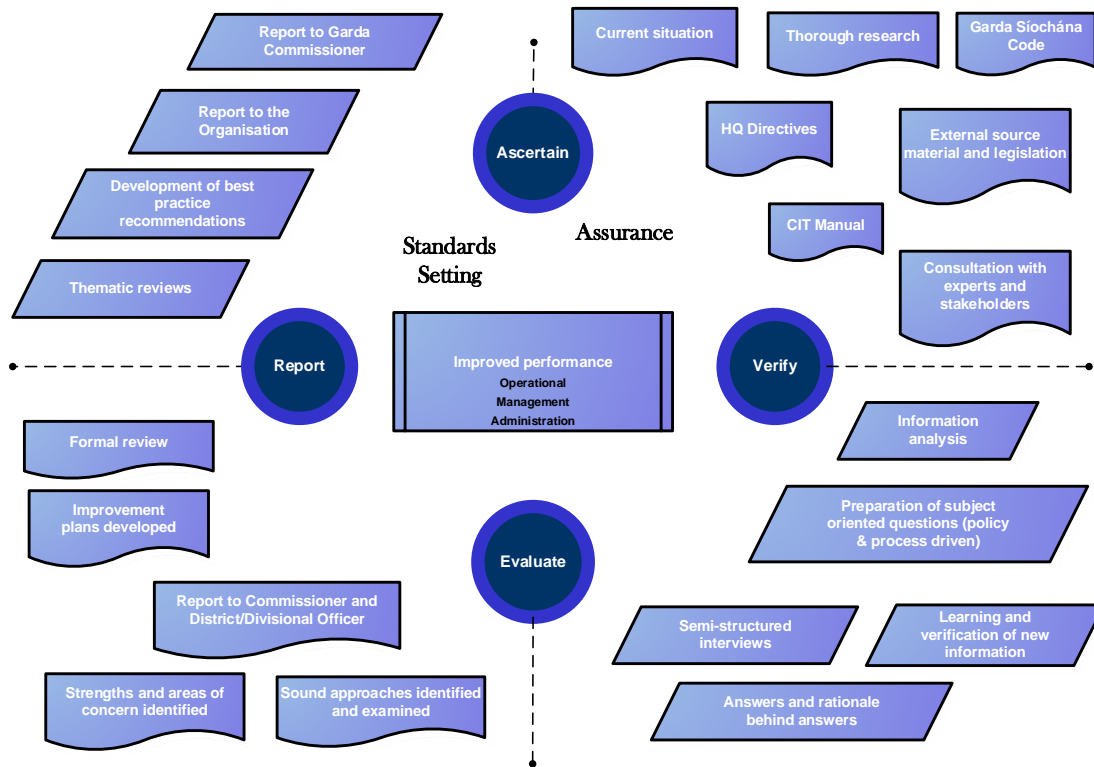 Report to Garda
Commissioner
Report to the
Organisation
Development of best
practice
recommendations
Thematic reviews
Ascertain
Current situation
Thorough research
Garda Síochána
Code
HQ Directives
External source
material and legislation
CIT Manual
Consultation with
experts and
stakeholders
Standards
Setting
Assurance
Report
Improved performance
Operational
Management
Administration
Verify
Formal review
Improvement
plans developed
Report to Commissioner and
District/Divisional Officer
Strengths and areas of
concern identified
Sound approaches identified
and examined
Evaluate
Information
analysis
Preparation of subject
oriented questions (policy
& process driven)
Semi-structured
interviews
Learning and
verification of new
information
Answers and rationale
behind answers